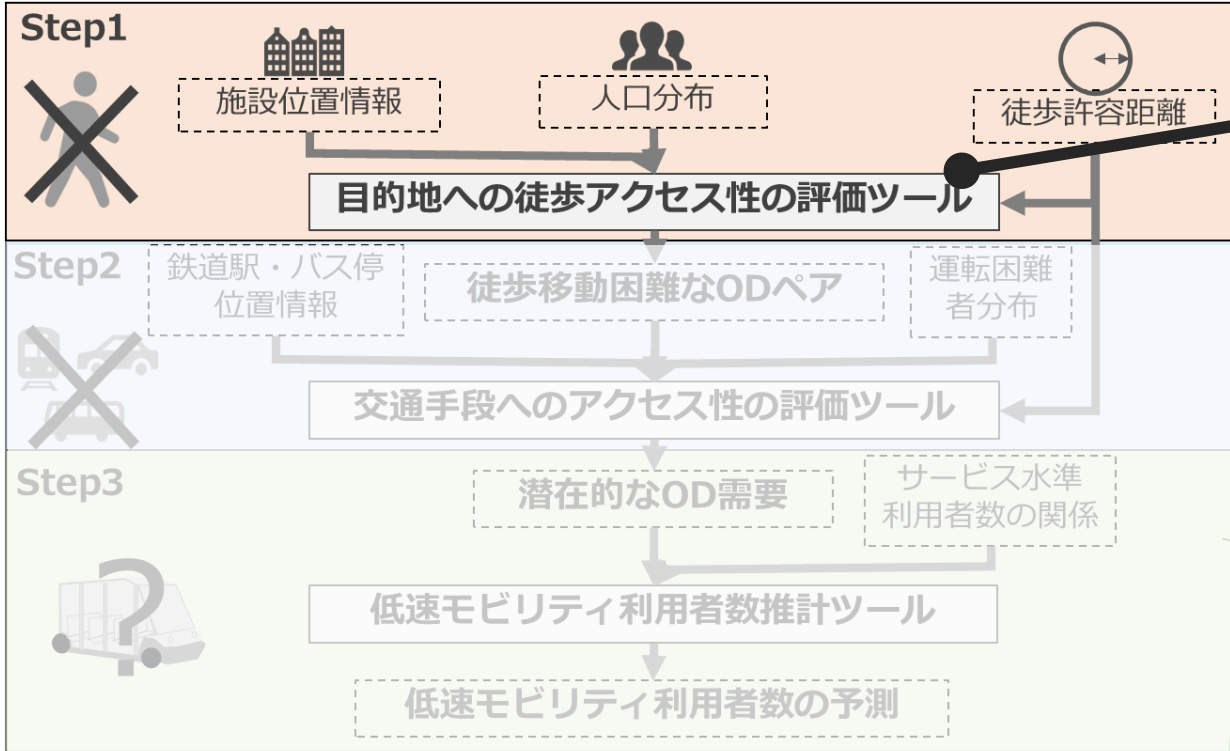 Step1
施設位置情報
人口分布
徒歩許容距離
目的地への徒歩アクセス性の評価ツール
Step2
鉄道駅・バス停
位置情報
徒歩移動困難なODペア
運転困難
者分布
交通手段へのアクセス性の評価ツール
Step3
潜在的なOD需要
サービス水準
利用者数の関係
?
低速モビリティ利用者数推計ツール
低速モビリティ利用者数の予測